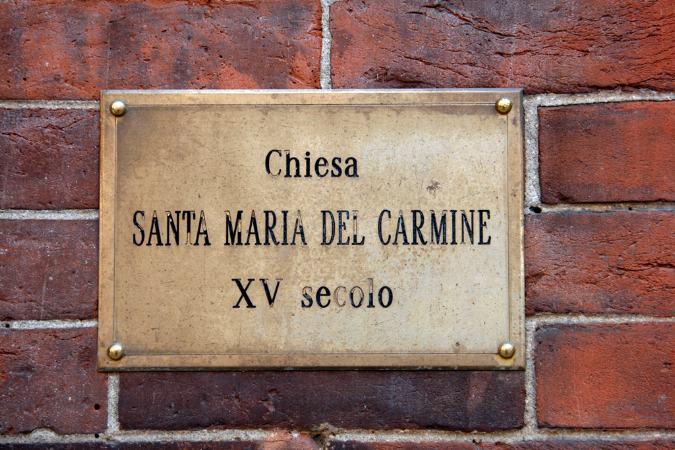 Chiesa
SANTA MARIA DEL CARMINE
XV secolo